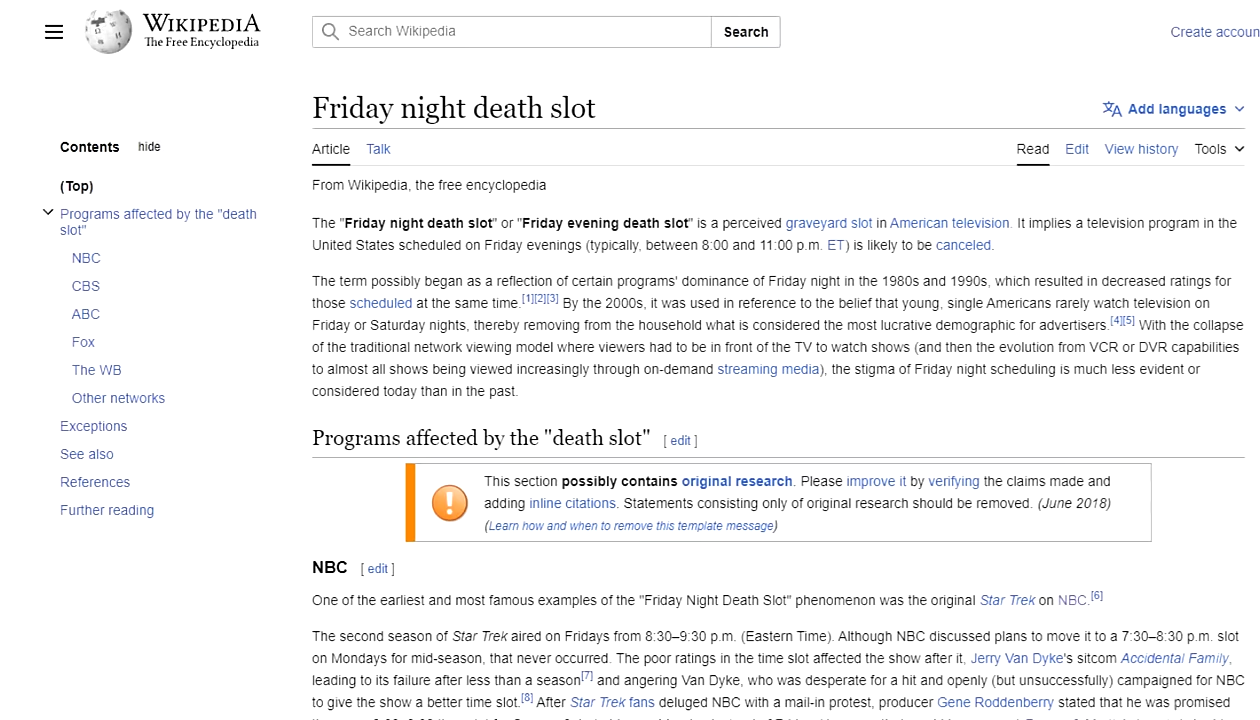 WIKIPEDIA
The Free Encyclopedia
Search Wikipedia
Search
Create accoun
Friday night death slot
Add languages
Contents hide
Article Talk Read Edit View history Tools
(Top)
Programs affected by the "death
slot"
NBC
CBS
ABC
Fox
The WB
Other networks
Exceptions
See also
References
Further reading
From Wikipedia, the free encyclopedia
The "Friday night death slot" or "Friday evening death slot" is a perceived graveyard slot in American television. It implies a television program in the
United States scheduled on Friday evenings (typically, between 8:00 and 11:00 p.m. ET) is likely to be canceled.
The term possibly began as a reflection of certain programs' dominance of Friday night in the 1980s and 1990s, which resulted in decreased ratings for
those scheduled at the same time.[1][2][3] By the 2000s, it was used in reference to the belief that young, single Americans rarely watch television on
Friday or Saturday nights, thereby removing from the household what is considered the most lucrative demographic for advertisers.[4][5] With the collapse
of the traditional network viewing model where viewers had to be in front of the TV to watch shows (and then the evolution from VCR or DVR capabilities
to almost all shows being viewed increasingly through on-demand streaming media), the stigma of Friday night scheduling is much less evident or
considered today than in the past.
Programs affected by the "death slot" [ edit ]
This section possibly contains original research. Please improve it by verifying the claims made and
adding inline citations. Statements consisting only of original research should be removed. (June 2018)
(Learn how and when to remove this template message)
NBC [ edit ]
One of the earliest and most famous examples of the "Friday Night Death Slot" phenomenon was the original Star Trek on NBC.[6]
The second season of Star Trek aired on Fridays from 8:30–9:30 p.m. (Eastern Time). Although NBC discussed plans to move it to a 7:30–8:30 p.m. slot
on Mondays for mid-season, that never occurred. The poor ratings in the time slot affected the show after it, Jerry Van Dyke's sitcom Accidental Family,
leading to its failure after less than a season[7] and angering Van Dyke, who was desperate for a hit and openly (but unsuccessfully) campaigned for NBC
to give the show a better time slot.[8] After Star Trek fans deluged NBC with a mail-in protest, producer Gene Roddenberry stated that he was promised